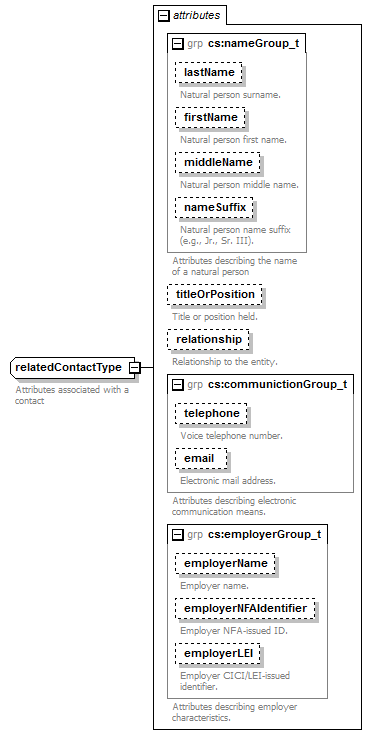 attributes
grp cs:nameGroup_t
lastName
Natural person surname.
firstName
Natural person first name.
middleName
Natural person middle name.
nameSuffix
Natural person name suffix
(e.g., Jr., Sr. III).
Attributes describing the name
of a natural person
titleOrPosition
Title or position held.
relationship
Relationship to the entity.
relatedContactType
Attributes associated with a
contact
grp cs:communictionGroup_t
telephone
Voice telephone number.
email
Electronic mail address.
Attributes describing electronic
communication means.
grp cs:employerGroup_t
employerName
Employer name.
employerNFAIdentifier
Employer NFA-issued ID.
employerLEI
Employer CICI/LEI-issued
identifier.
Attributes describing employer
characteristics.